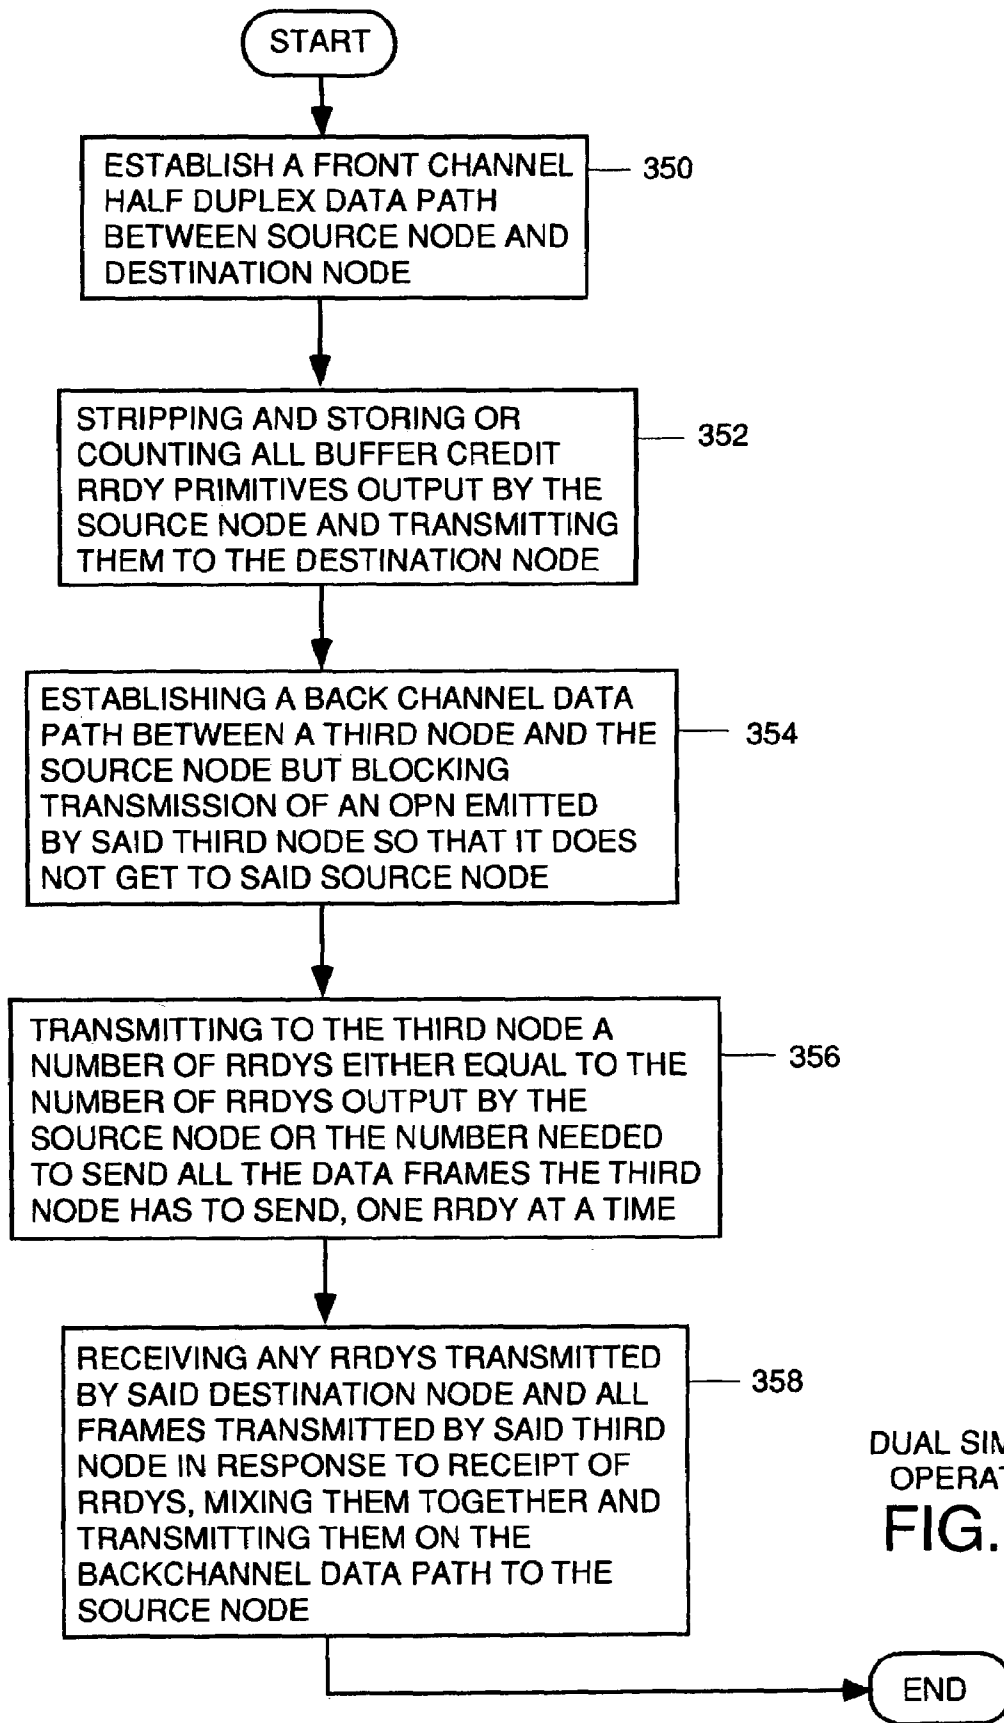 START
ESTABLISH A FRONT CHANNEL
HALF DUPLEX DATA PATH
BETWEEN SOURCE NODE AND
DESTINATION NODE
350
STRIPPING AND STORING OR
COUNTING ALL BUFFER CREDIT
RRDY PRIMITIVES OUTPUT BY THE
SOURCE NODE AND TRANSMITTING
THEM TO THE DESTINATION NODE
352
ESTABLISHING A BACK CHANNEL DATA
PATH BETWEEN A THIRD NODE AND THE
SOURCE NODE BUT BLOCKING
TRANSMISSION OF AN OPN EMITTED
BY SAID THIRD NODE SO THAT IT DOES
NOT GET TO SAID SOURCE NODE
354
TRANSMITTING TO THE THIRD NODE A
NUMBER OF RRDYS EITHER EQUAL TO THE
NUMBER OF RRDYS OUTPUT BY THE
SOURCE NODE OR THE NUMBER NEEDED
TO SEND ALL THE DATA FRAMES THE THIRD
NODE HAS TO SEND, ONE RRDY AT A TIME
356
RECEIVING ANY RRDYS TRANSMITTED
BY SAID DESTINATION NODE AND ALL
FRAMES TRANSMITTED BY SAID THIRD
NODE IN RESPONSE TO RECEIPT OF
RRDYS, MIXING THEM TOGETHER AND
TRANSMITTING THEM ON THE
BACKCHANNEL DATA PATH TO THE
SOURCE NODE
358
DUAL
FIG.
END